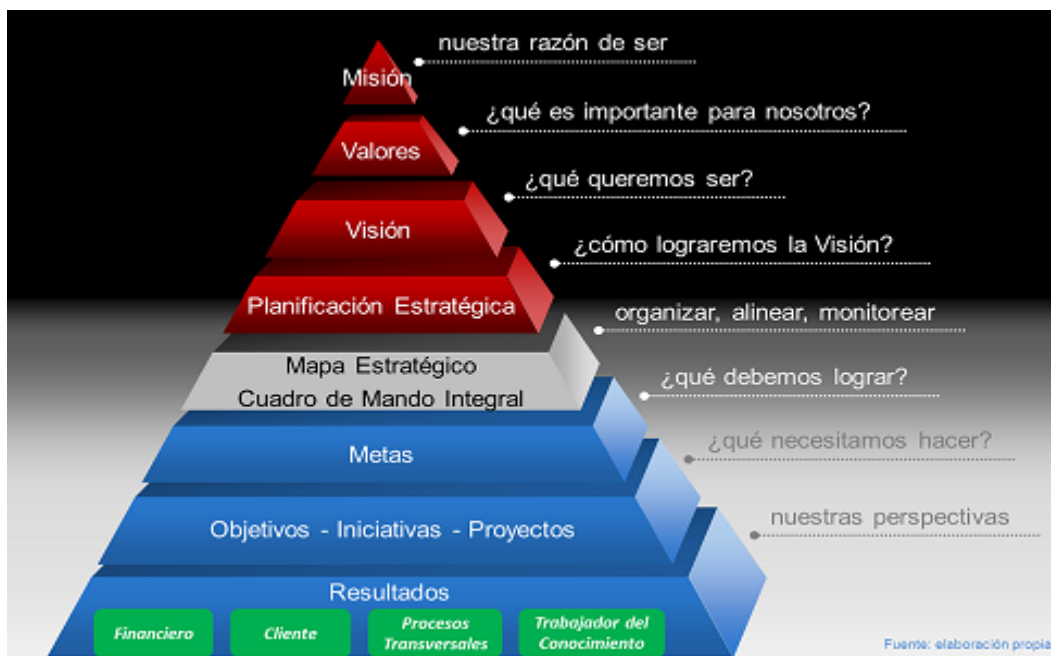 nuestra razón de ser
Misión
¿qué es importante para nosotros?
Valores
¿qué queremos ser?
Visión
¿cómo lograremos la Visión?
Planificación Estratégica
organizar, alinear, monitorear
Mapa Estratégico
Cuadro de Mando Integral
¿qué debemos lograr?
Metas
¿qué necesitamos hacer?
Objetivos - Iniciativas - Proyectos
nuestras perspectivas
Resultados
Financiero
Cliente
Procesos
Transversales
Trabajador del
Conocimiento
Fuente: elaboración propia